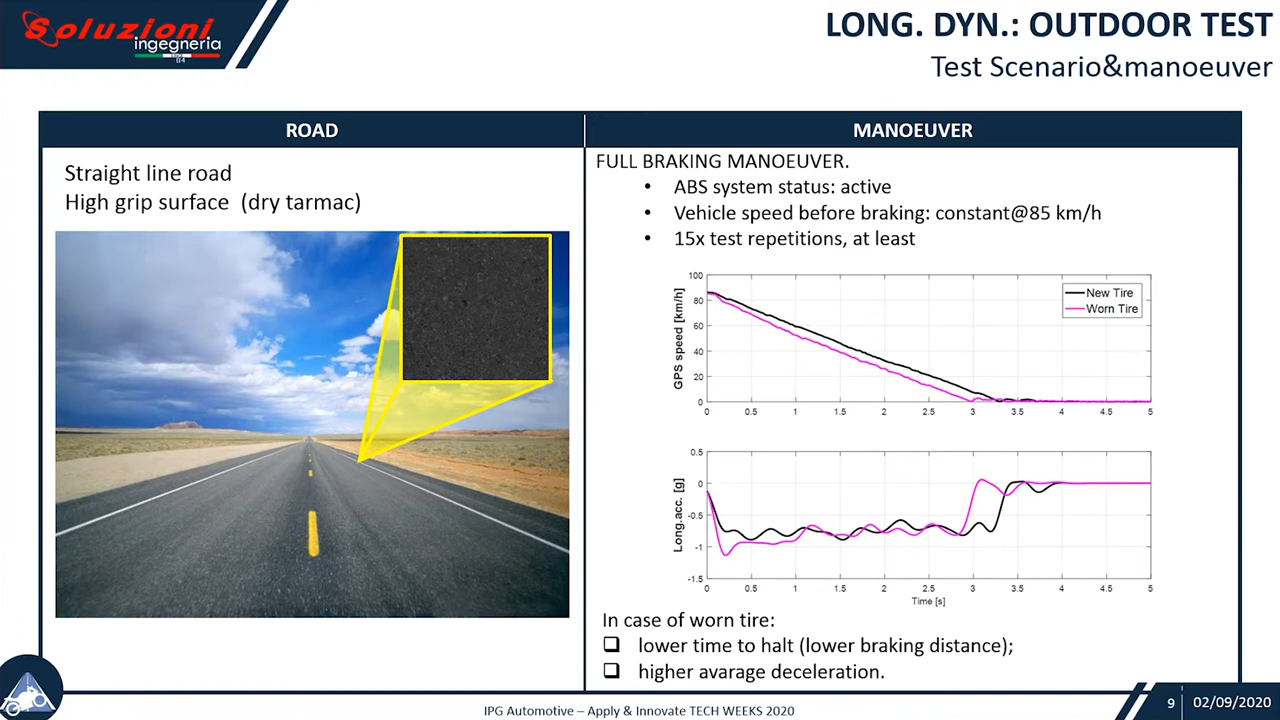 Soluzioni
ingegneria
SINCE
84
LONG. DYN.: OUTDOOR TEST
Test Scenario&manoeuver
ROAD
Straight line road
High grip surface (dry tarmac)
MANOEUVER
FULL BRAKING MANOEUVER.
• ABS system status: active
• Vehicle speed before braking: constant@85 km/h
• 15x test repetitions, at least
GPS speed [km/h]
100
80
60
40
20
0
New Tire
Worn Tire
0 0.5 1 1.5 2 2.5 3 3.5 4 4.5 5
Long.acc. [g]
0.5
0
-0.5
-1
-1.5
0 0.5 1 1.5 2 2.5 3 3.5 4 4.5 5
Time [s]
In case of worn tire:
❑ lower time to halt (lower braking distance);
❑ higher avarage deceleration.
IPG Automotive – Apply & Innovate TECH WEEKS 2020
9
02/09/2020